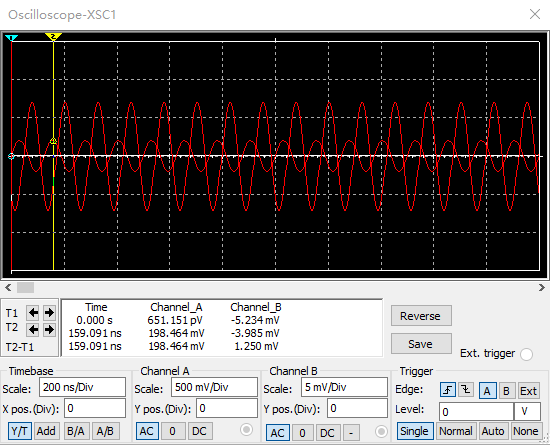 Oscilloscope-XSC1
1 2
T1
T2
T2-T1
Time Channel_A Channel_B
0.000 s 651.151 pV -5.234 mV
159.091 ns 198.464 mV -3.985 mV
159.091 ns 198.464 mV 1.250 mV
Reverse
Save
Ext. trigger
Timebase
Scale: 200 ns/Div
X pos.(Div): 0
Y/T Add B/A A/B
Channel A
Scale: 500 mV/Div
Y pos.(Div): 0
AC 0 DC
Channel B
Scale: 5 mV/Div
Y pos.(Div): 0
AC 0 DC -
Trigger
Edge: A B Ext
Level: 0 V
Single Normal Auto None